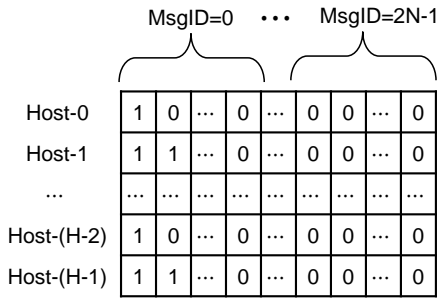 MsgID=0 ••• MsgID=2N-1
Host-0 1 0 ... 0 ... 0 0 ... 0
Host-1 1 1 ... 0 ... 0 0 ... 0
... ... ... ... ... ... ... ... ... ...
Host-(H-2) 1 0 ... 0 ... 0 0 ... 0
Host-(H-1) 1 1 ... 0 ... 0 0 ... 0